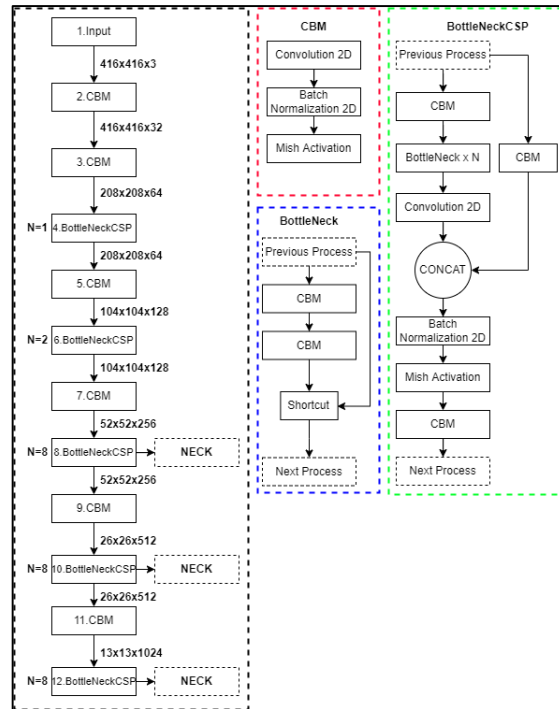 1.Input
416x416x3
2.CBM
416x416x32
3.CBM
208x208x64
N=1
4.BottleNeckCSP
208x208x64
5.CBM
104x104x128
N=2
6.BottleNeckCSP
104x104x128
7.CBM
52x52x256
N=8
8.BottleNeckCSP
NECK
52x52x256
9.CBM
26x26x512
N=8
10.BottleNeckCSP
NECK
26x26x512
11.CBM
13x13x1024
N=8
12.BottleNeckCSP
NECK
CBM
Convolution 2D
Batch
Normalization 2D
Mish Activation
BottleNeck
Previous Process
CBM
CBM
Shortcut
Next Process
BottleNeckCSP
Previous Process
CBM
BottleNeck x N
CBM
Convolution 2D
CONCAT
Batch
Normalization 2D
Mish Activation
CBM
Next Process